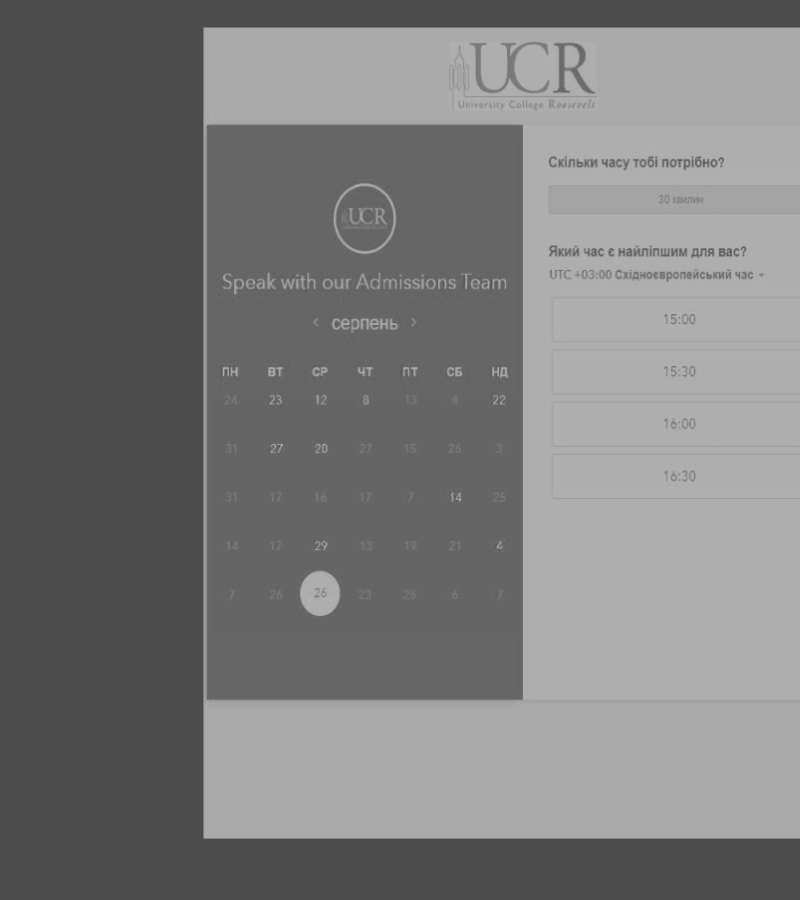 UCR
University College Roosevelt
UCR
Speak with our Admissions Team
< серпень >
ПН ВТ СР ЧТ ПТ СБ НД
24 23 12 8 13 4 22
31 27 20 27 15 26 3
31 17 16 17 7 14 25
14 17 29 13 19 21 4
7 26 26 23 25 6 7
Скільки часу тобі потрібно?
30 хвилин
Який час є найліпшим для вас?
UTC +03:00 Східноєвропейський час
15:00
15:30
16:00
16:30